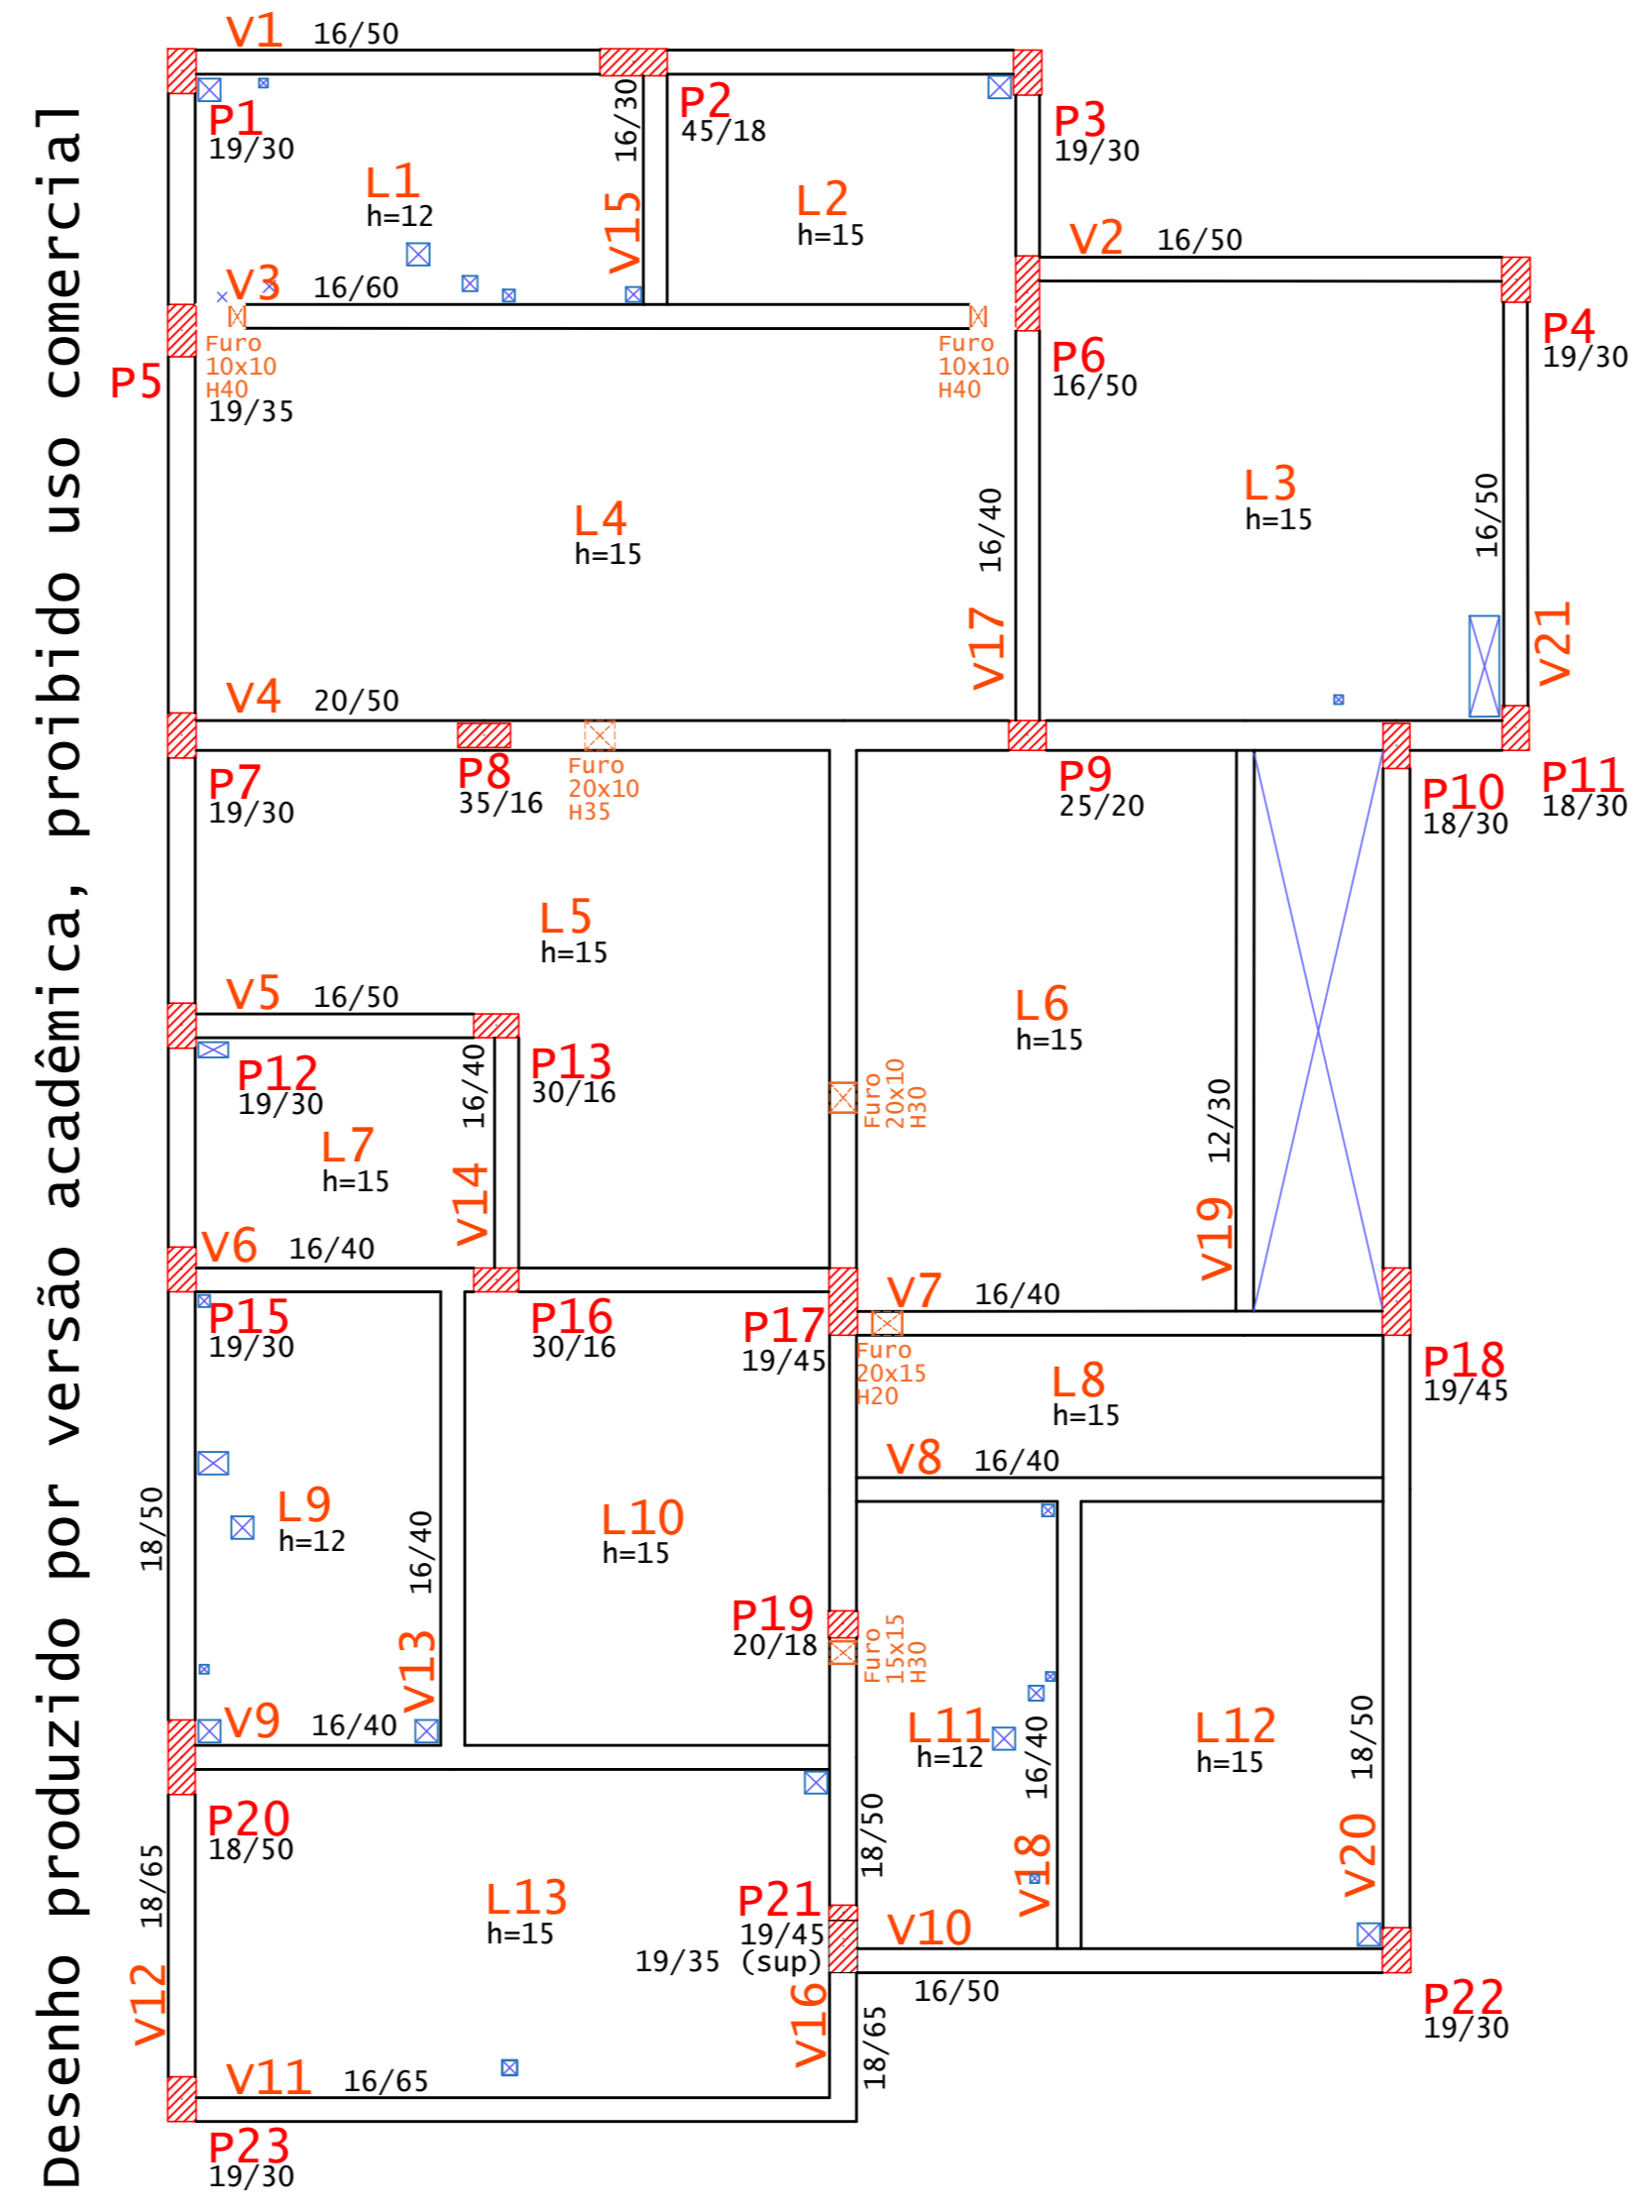 Desenho produzido por versão acadêmica, proibido uso comercial
V1 16/50
P1
19/30
16/30
V15
P2
45/18
P3
19/30
L1
h=12
L2
h=15
V2 16/50
V3 16/60
P4
19/30
Furo
10x10
H40
P5
19/35
Furo
10x10
H40
P6
16/50
L3
h=15
16/50
V21
L4
h=15
16/40
V17
V4 20/50
P7
19/30
P8
35/16
Furo
20x10
H35
P9
25/20
P10
18/30
P11
18/30
L5
h=15
V5 16/50
L6
h=15
P12
19/30
16/40
V14
P13
30/16
Furo
20x10
H30
12/30
V19
L7
h=15
V6 16/40
V7 16/40
P15
19/30
P16
30/16
P17
19/45
Furo
20x15
H20
P18
19/45
L8
h=15
V8 16/40
18/50
L9
h=12
16/40
V13
L10
h=15
P19
20/18
Furo
15x15
H30
V9 16/40
L11
h=12
16/40
V18
L12
h=15
18/50
V20
P20
18/50
18/65
V12
L13
h=15
18/50
P21
19/45
19/35 (sup)
V10
16/50
V16
18/65
P22
19/30
V11 16/65
P23
19/30